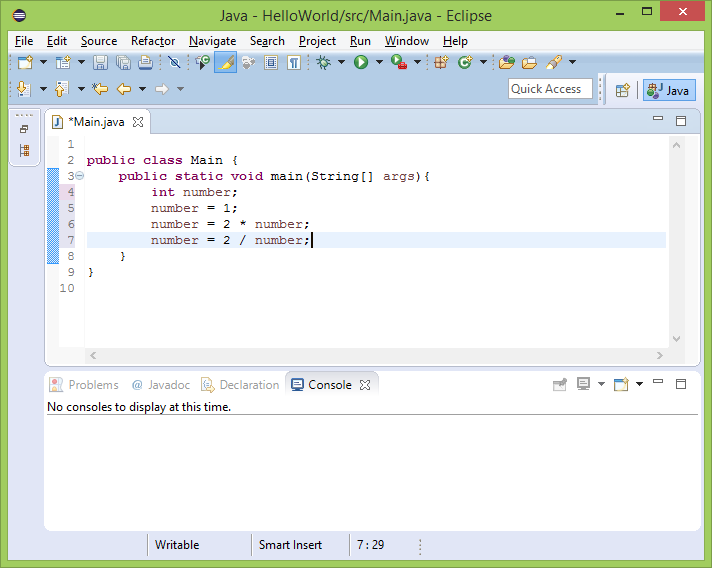 Java - HelloWorld/src/Main.java - Eclipse
File Edit Source Refactor Navigate Search Project Run Window Help
Quick Access Java
*Main.java
1
2 public class Main {
3 public static void main(String[] args){
4 int number;
5 number = 1;
6 number = 2 * number;
7 number = 2 / number;
8 }
9 }
10
Problems @ Javadoc Declaration Console
No consoles to display at this time.
Writable Smart Insert 7 : 29